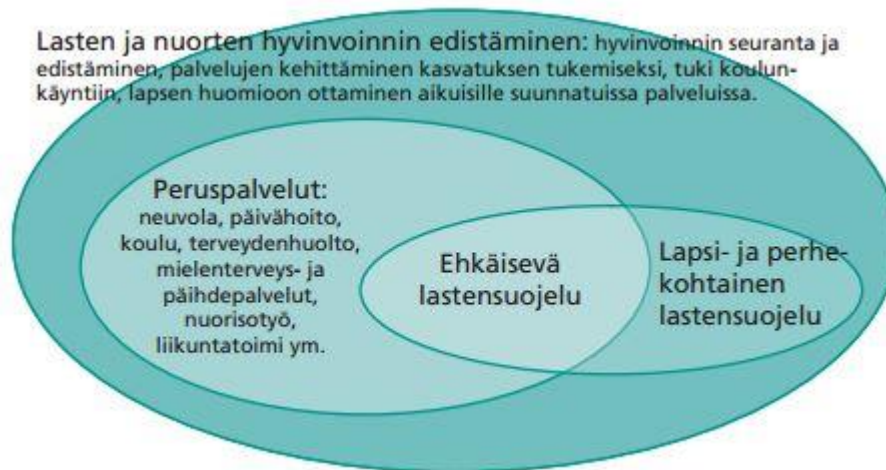 Lasten ja nuorten hyvinvoinnin edistäminen: hyvinvoinnin seuranta ja
edistäminen, palvelujen kehittäminen kasvatuksen tukemiseksi, tuki koulun-
käyntiin, lapsen huomioon ottaminen aikuisille suunnatuissa palveluissa.
Peruspalvelut:
neuvola, päivähoito,
koulu, terveydenhuolto,
mielenterveys- ja
päihdepalvelut,
nuorisotyö,
liikuntatoimi ym.
Ehkäisevä
lastensuojelu
Lapsi- ja perhe-
kohtainen
lastensuojelu